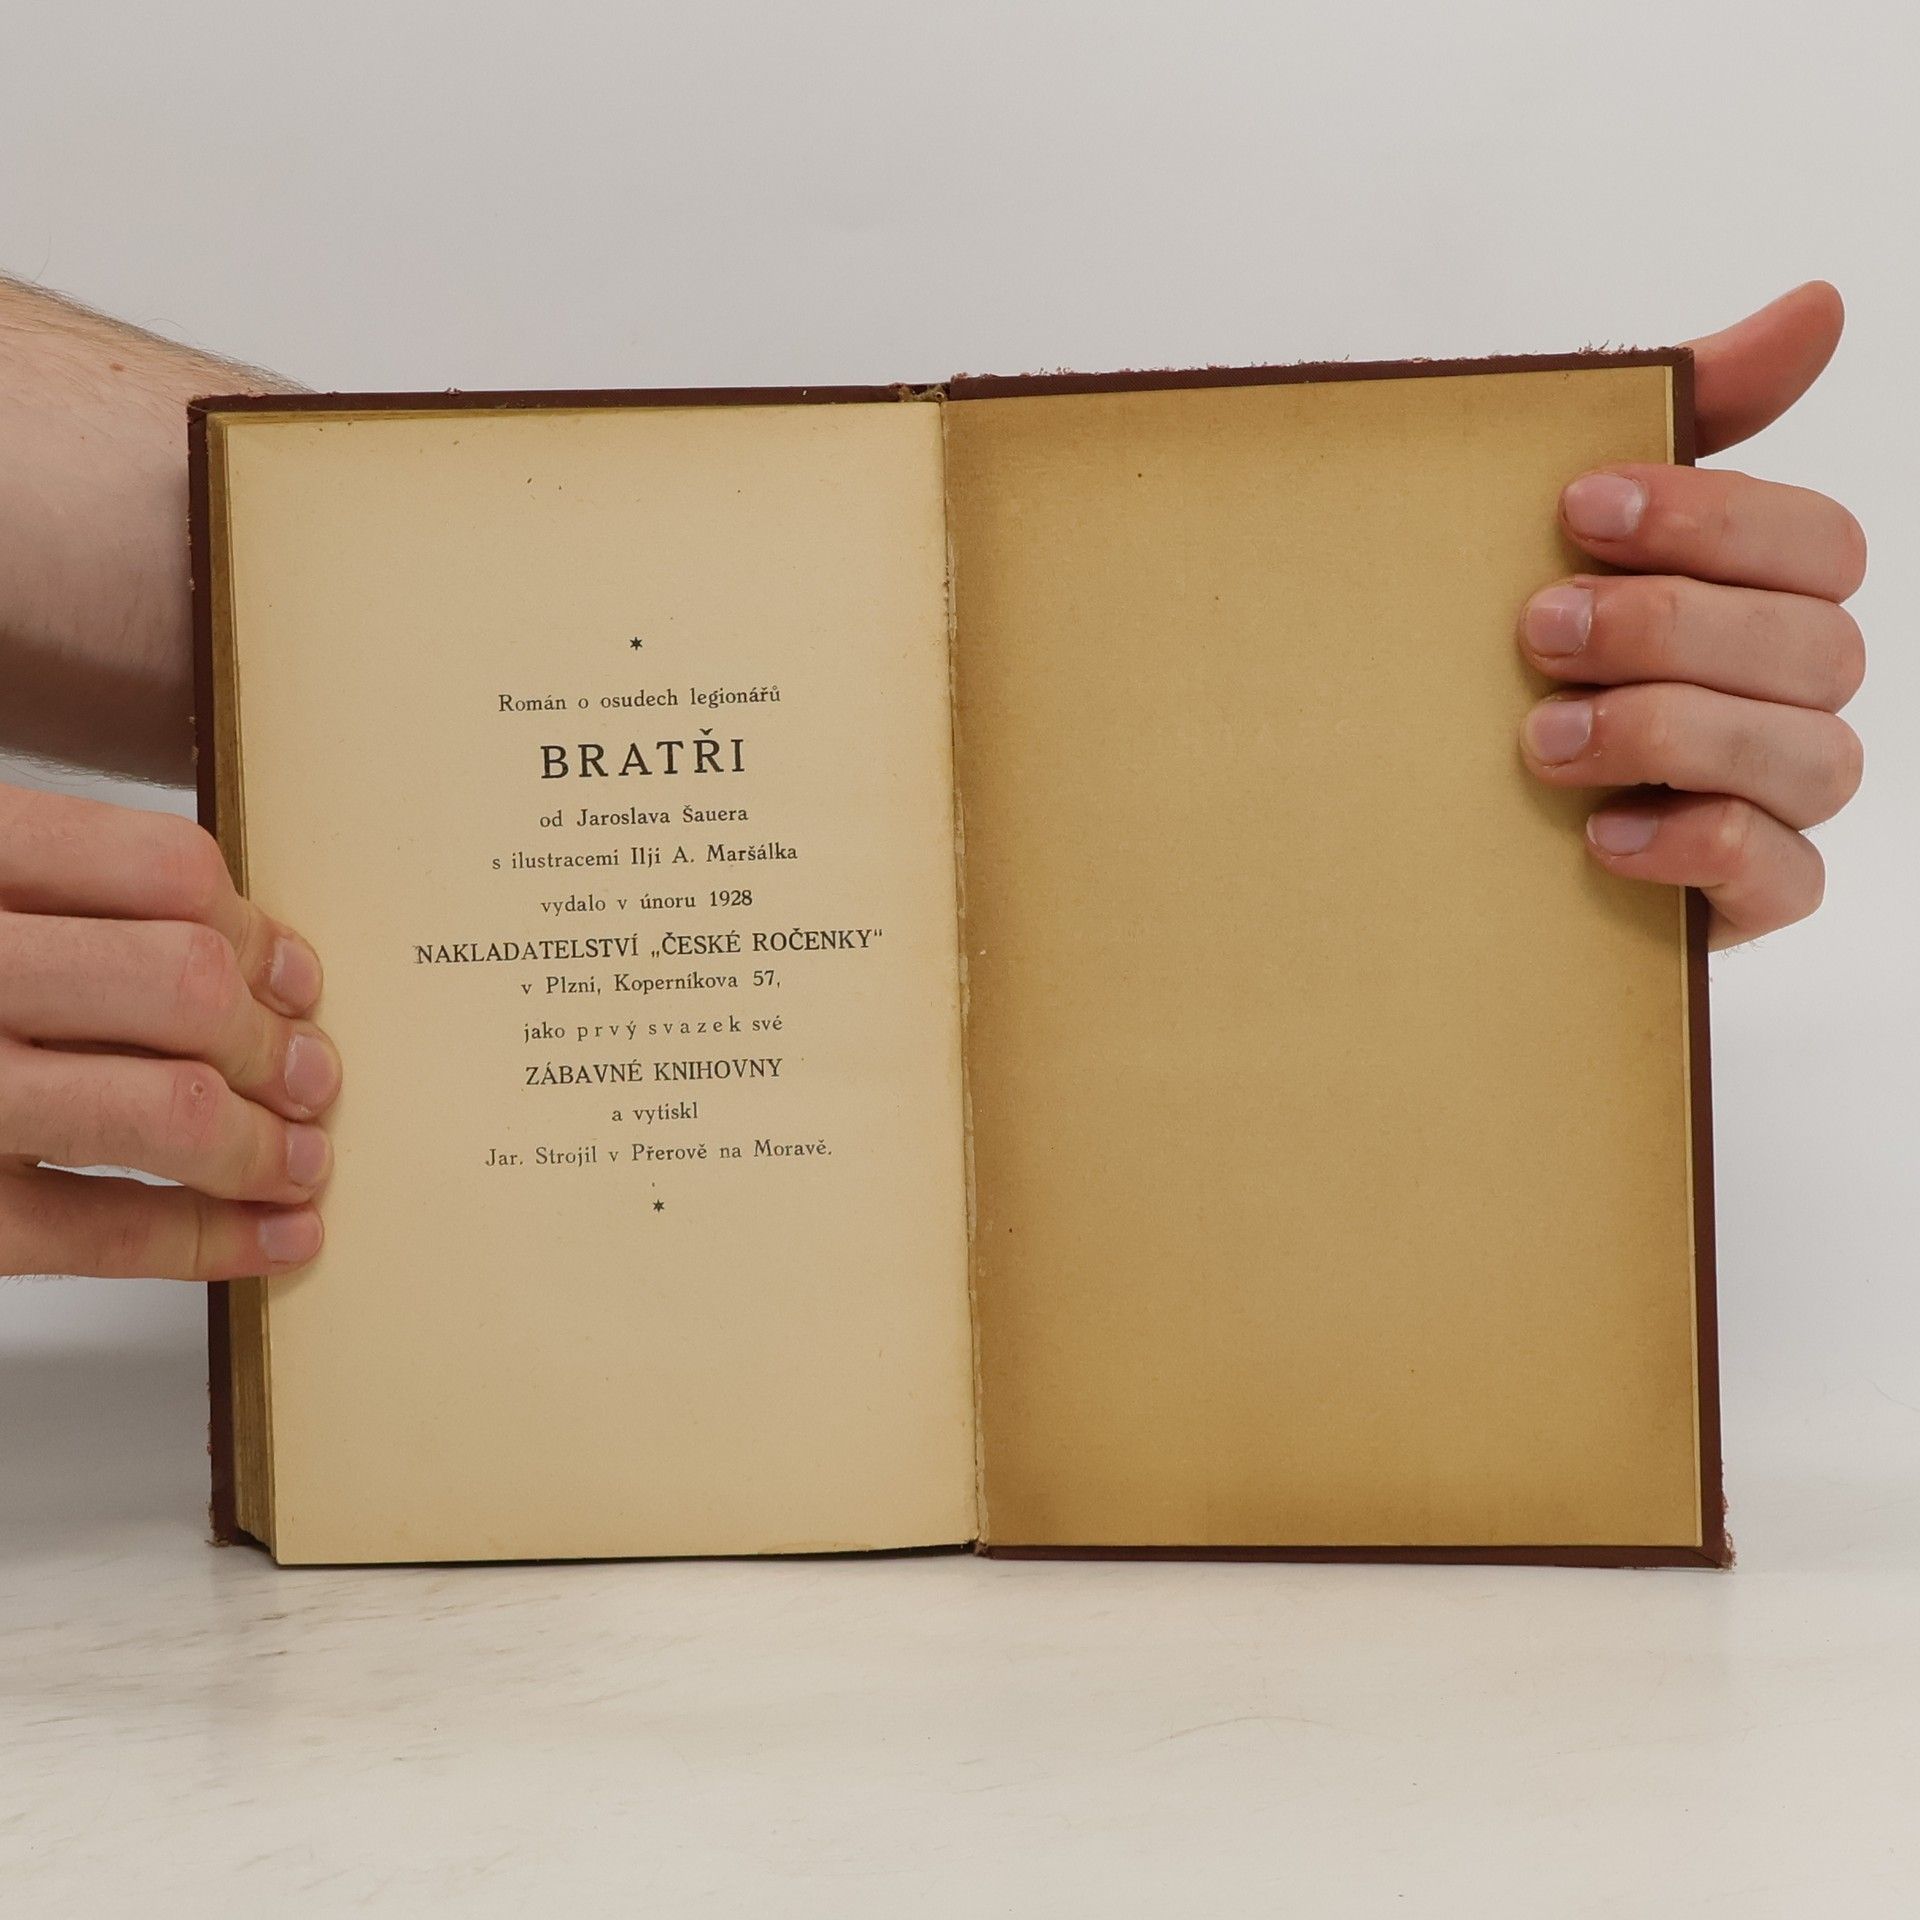 *
Román o osudech legionářů
BRATŘI
od Jaroslava Šauera
s ilustracemi Ilji A. Maršálka
vydalo v únoru 1928
NAKLADATELSTVÍ „ČESKÉ ROČENKY“
v Plzni, Koperníkova 57,
jako prvý svazek své
ZÁBAVNÉ KNIHOVNY
a vytiskl
Jar. Strojil v Přerově na Moravě.
*